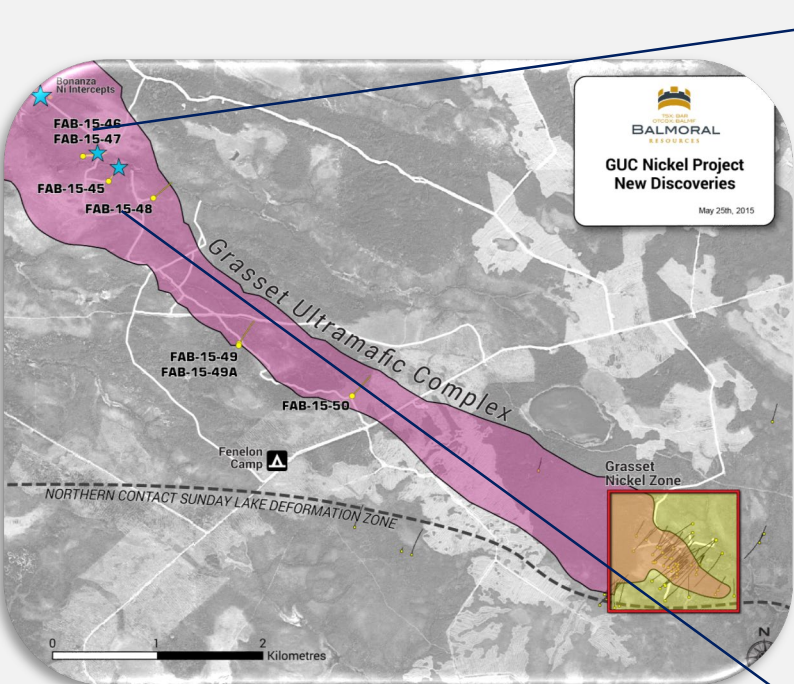 Bonanza
Ni Intercepts
FAB-15-46
FAB-15-47
FAB-15-45
FAB-15-48
BALMORAL
RESOURCES
GUC Nickel Project
New Discoveries
May 25th, 2015
Grasset Ultramafic Complex
FAB-15-49
FAB-15-49A
FAB-15-50
Fenelon
Camp
Grasset
Nickel Zone
NORTHERN CONTACT SUNDAY LAKE DEFORMATION ZONE
0 1 2
Kilometres
N